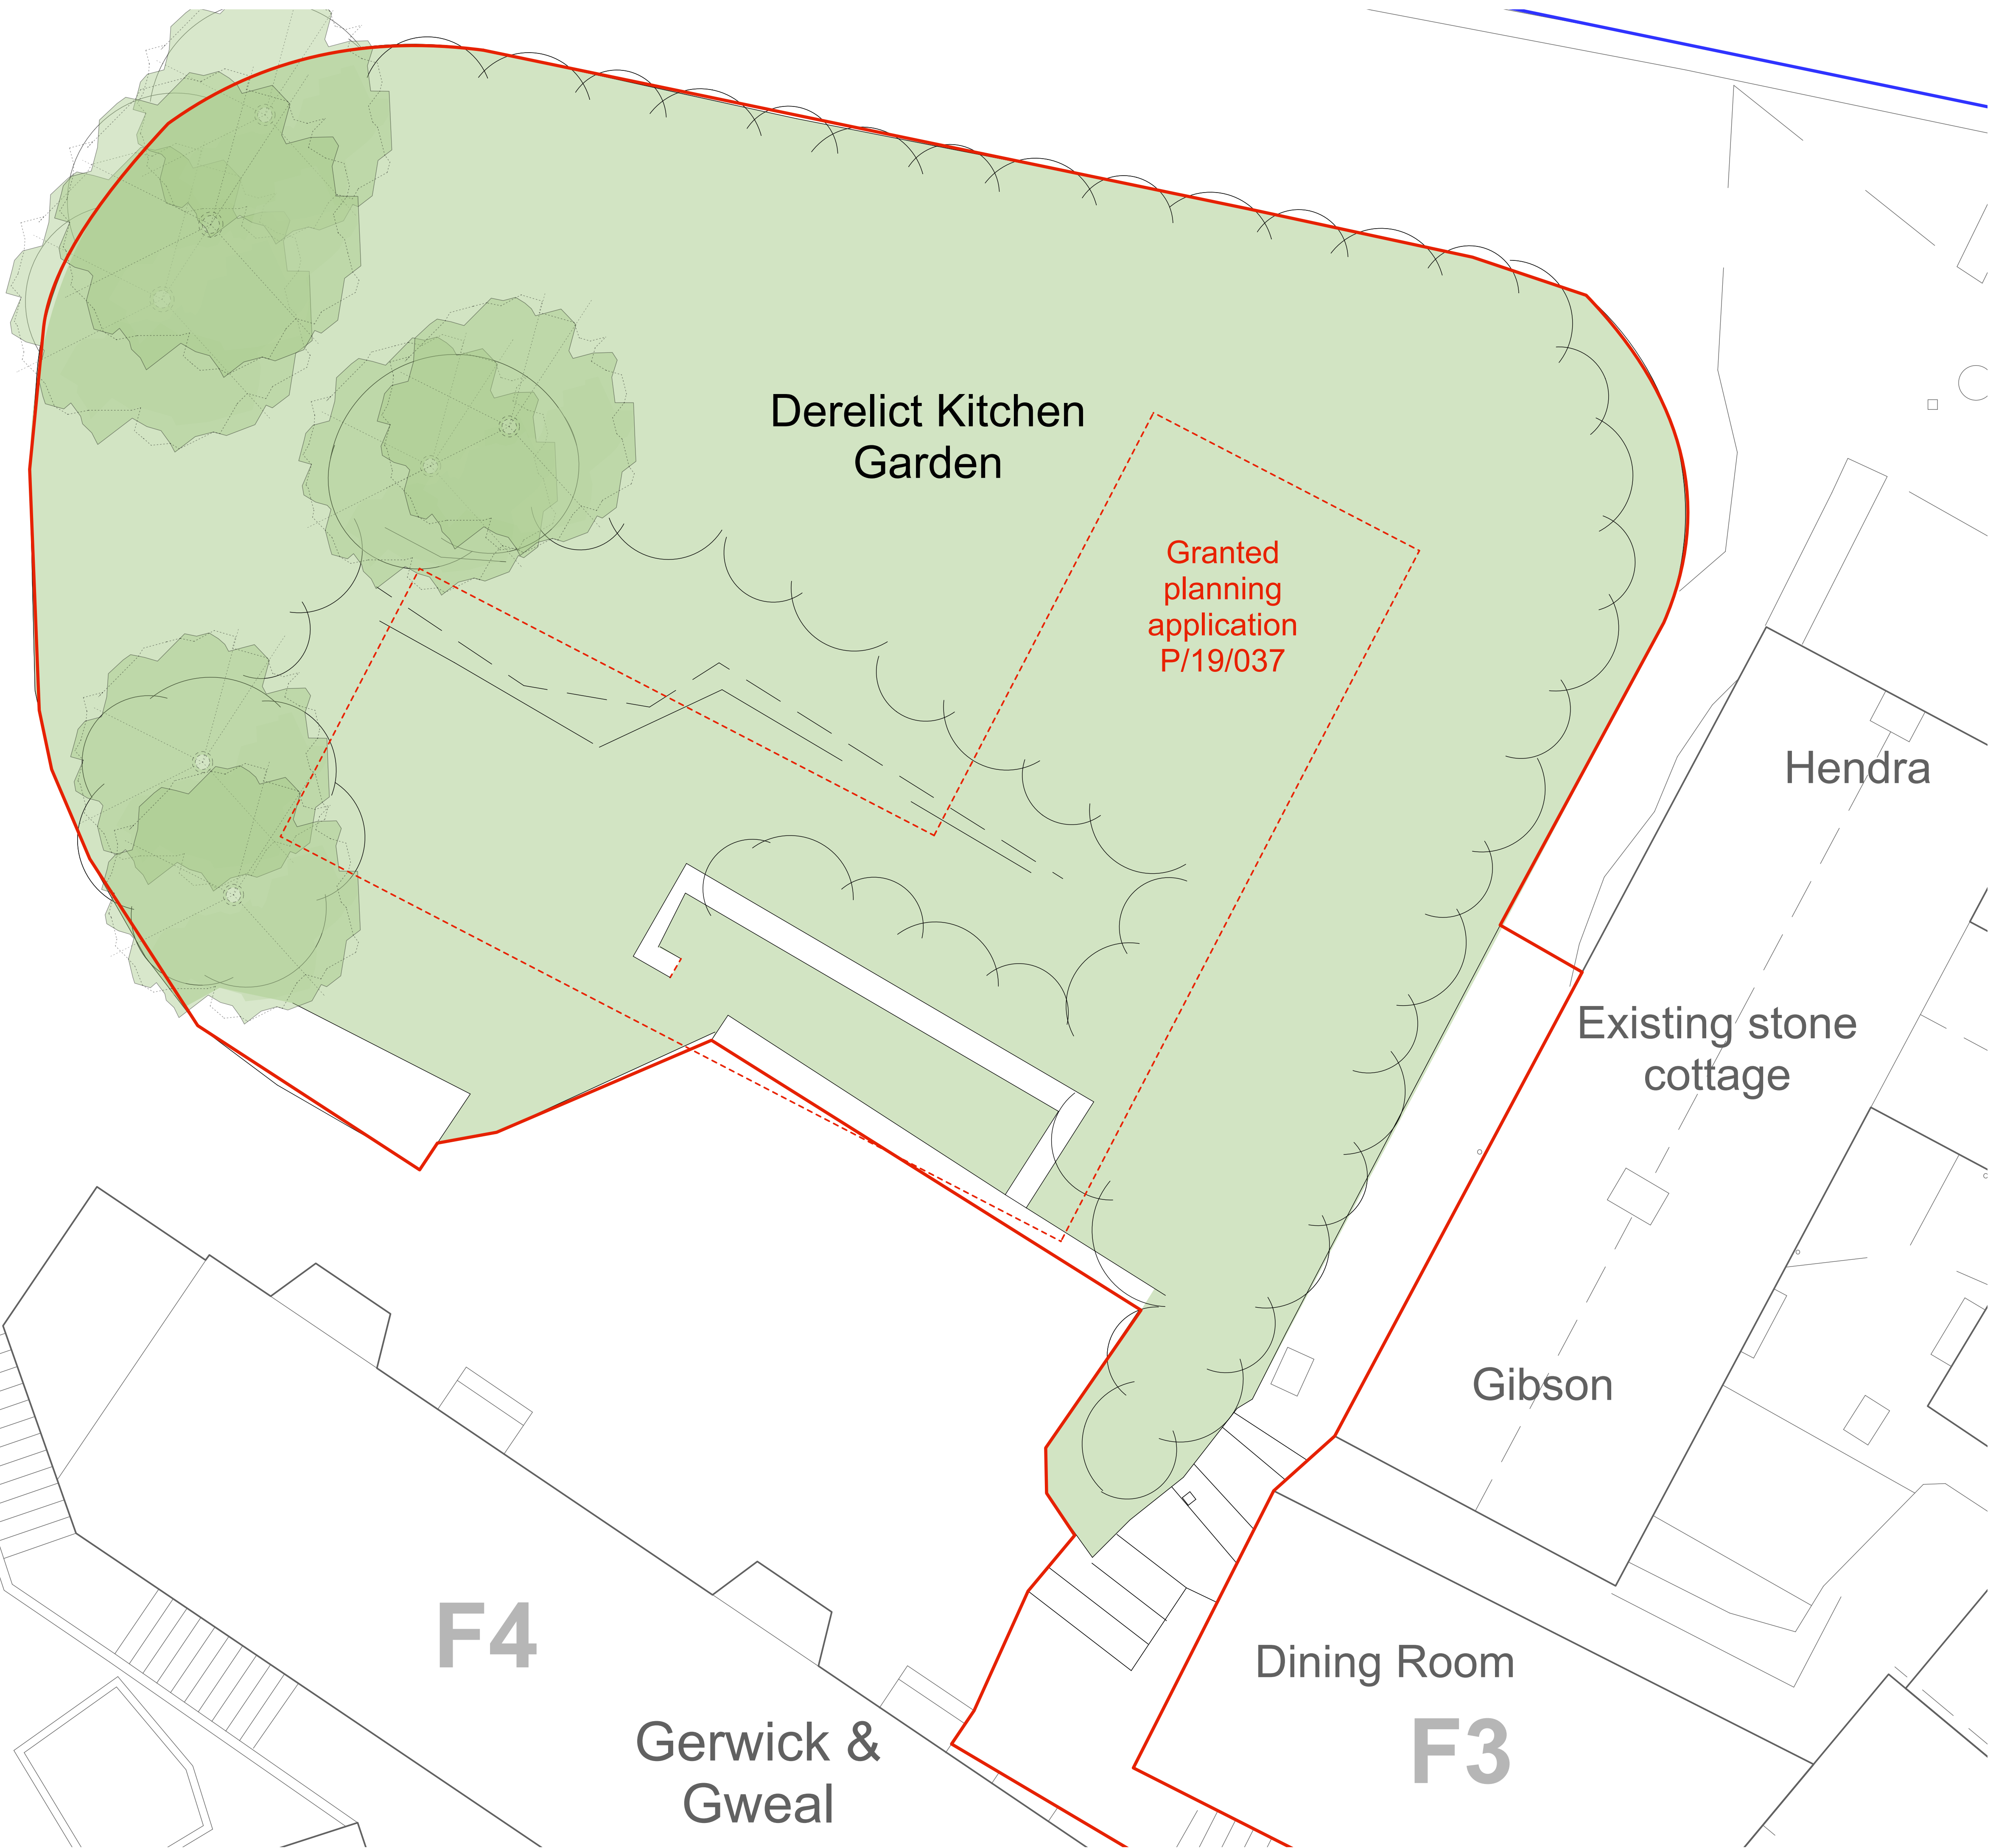 Derelict Kitchen
Garden
Granted
planning
application
P/19/037
Hendra
Existing stone
cottage
Gibson
F4
Dining Room
F3
Gerwick &
Gweal